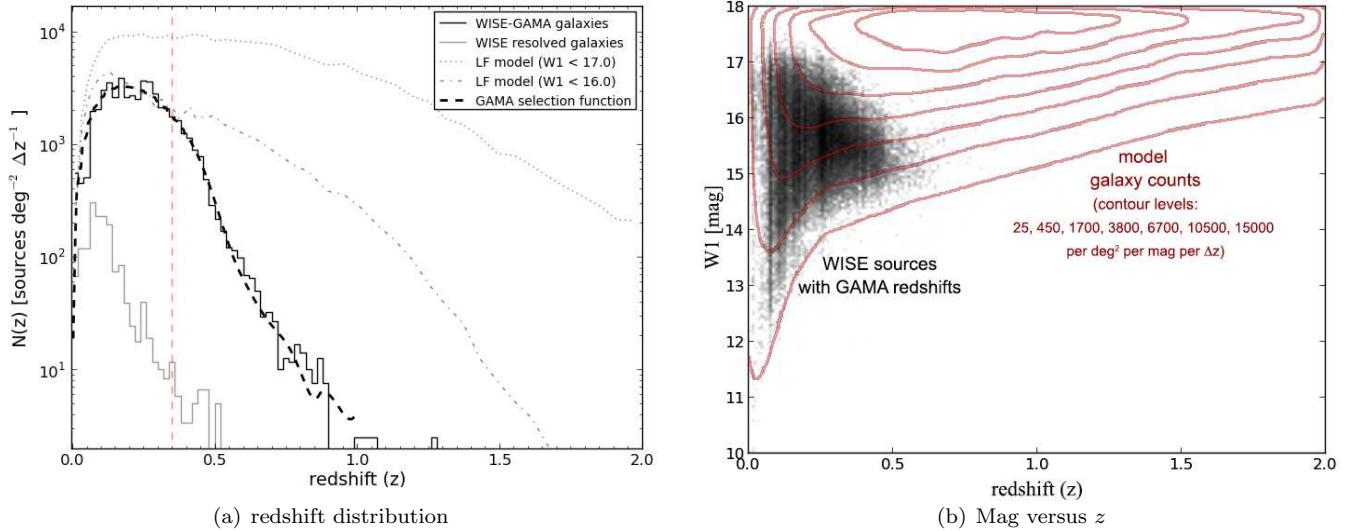 10⁴
10³
10²
10¹
N(z) [sources deg⁻² Δz⁻¹ ]
WISE-GAMA galaxies
WISE resolved galaxies
LF model (W1 < 17.0)
LF model (W1 < 16.0)
GAMA selection function
0.0 0.5 1.0 1.5 2.0
redshift (z)
(a) redshift distribution
18
17
16
15
14
13
12
11
10
W1 [mag]
model
galaxy counts
(contour levels:
25, 450, 1700, 3800, 6700, 10500, 15000
per deg² per mag per Δz)
WISE sources
with GAMA redshifts
0.0 0.5 1.0 1.5 2.0
redshift (z)
(b) Mag versus z